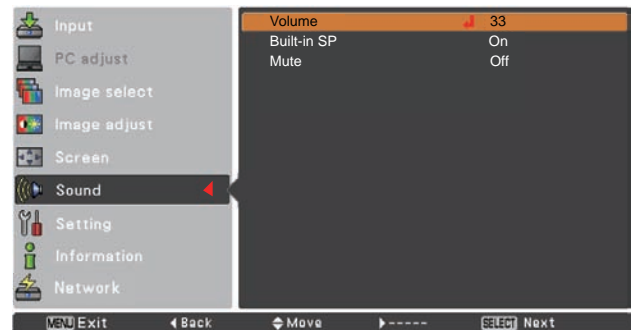 Input
PC adjust
Image select
Image adjust
Screen
Sound
Setting
Information
Network
Volume 33
Built-in SP On
Mute Off
MENU Exit Back Move ----- SELECT Next